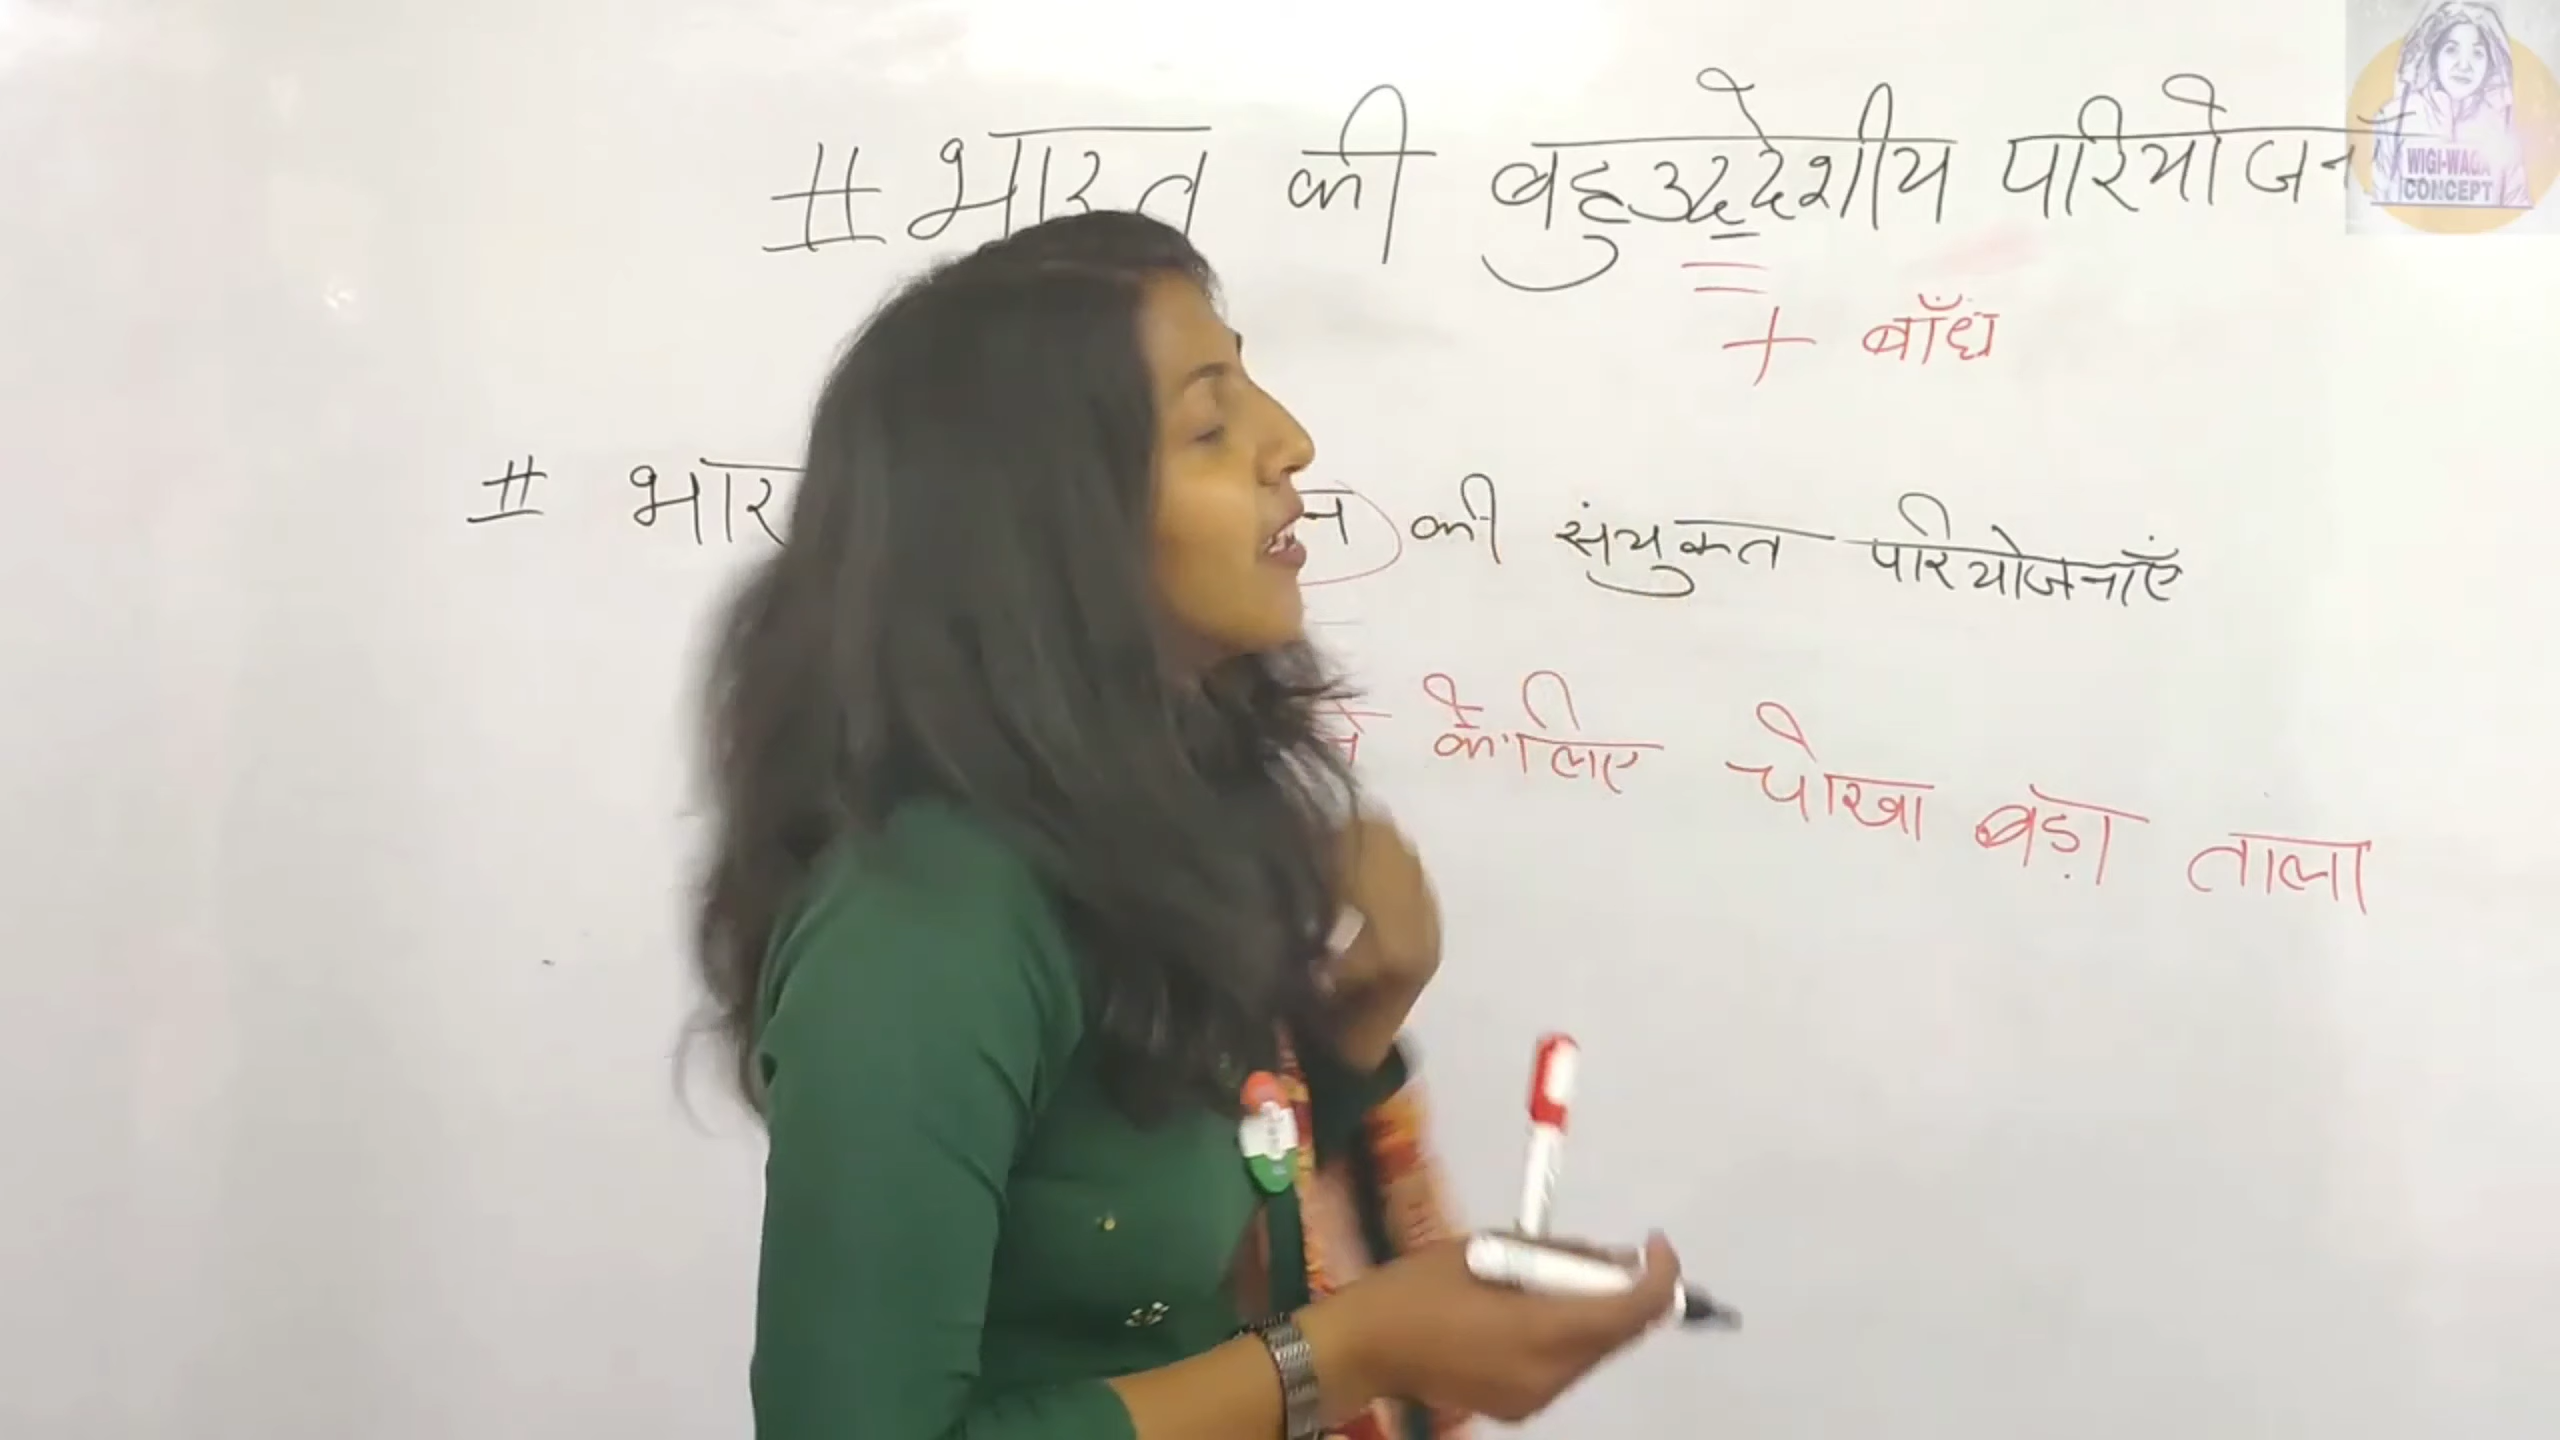 # भारत की बहुउद्देशीय परियोजना
+ बाँध
# भार न की संयुक्त परियोजनाएँ
के लिए चोखा बड़ा ताला
WIGI-WAGA
CONCEPT